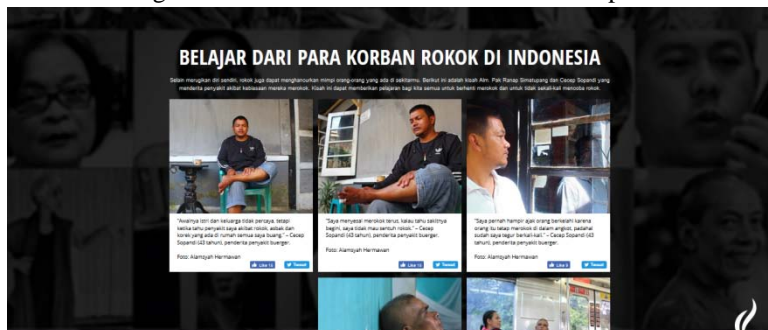 BELAJAR DARI PARA KORBAN ROKOK DI INDONESIA
Selain merugikan diri sendiri, rokok juga dapat menghancurkan mimpi orang-orang yang ada di sekitarmu. Berikut ini adalah kisah Alm. Pak Ranap Simatupang dan Cecep Sopandi yang
menderita penyakit akibat kebiasaan mereka merokok. Kisah ini dapat memberikan pelajaran bagi kita semua untuk berhenti merokok dan untuk tidak sekali-kali mencoba rokok.
"Awalnya istri dan keluarga tidak percaya, tetapi
ketika tahu penyakit saya akibat rokok, asbak dan
korek yang ada di rumah semua saya buang." – Cecep
Sopandi (43 tahun), penderita penyakit buerger.
Foto: Alamsyah Hermawan
Like 12
Tweet
"Saya menyesal merokok terus, kalau tahu sakitnya
begini, saya tidak mau sentuh rokok." – Cecep
Sopandi (43 tahun), penderita penyakit buerger.
Foto: Alamsyah Hermawan
Like
Tweet
"Saya pernah hampir ajak orang berkelahi karena
orang itu tetap merokok di dalam angkot, padahal
sudah saya tegur berkali-kali." – Cecep Sopandi (43
tahun), penderita penyakit buerger.
Foto: Alamsyah Hermawan
Like
Tweet